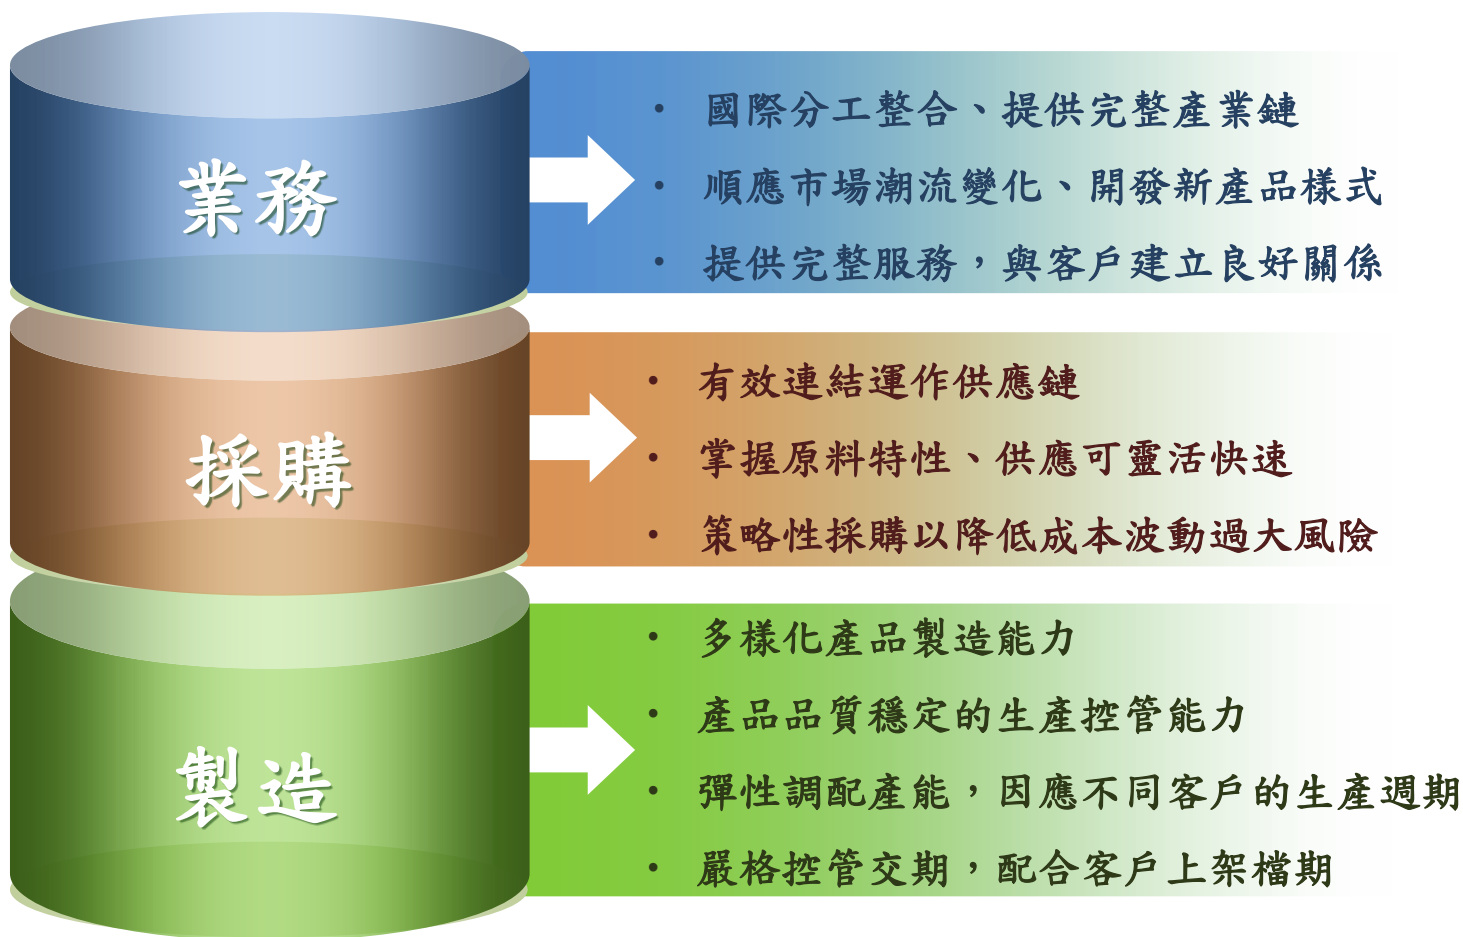 業務
• 國際分工整合、提供完整產業鏈
• 順應市場潮流變化、開發新產品樣式
• 提供完整服務，與客戶建立良好關係
採購
• 有效連結運作供應鏈
• 掌握原料特性、供應可靈活快速
• 策略性採購以降低成本波動過大風險
製造
• 多樣化產品製造能力
• 產品品質穩定的生產控管能力
• 彈性調配產能，因應不同客戶的生產週期
• 嚴格控管交期，配合客戶上架檔期